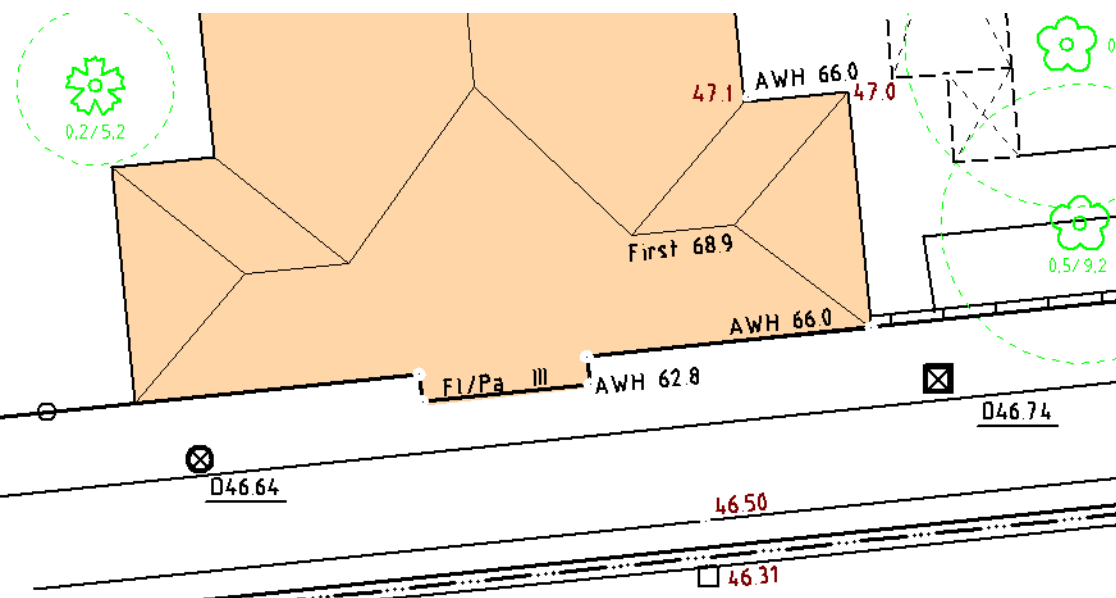 AWH 66.0
47.1
47.0
0,2/5,2
First 68.9
0,5/9,2
AWH 66.0
Fl/Pa III
AWH 62.8
D46.74
D46.64
46.50
46.31